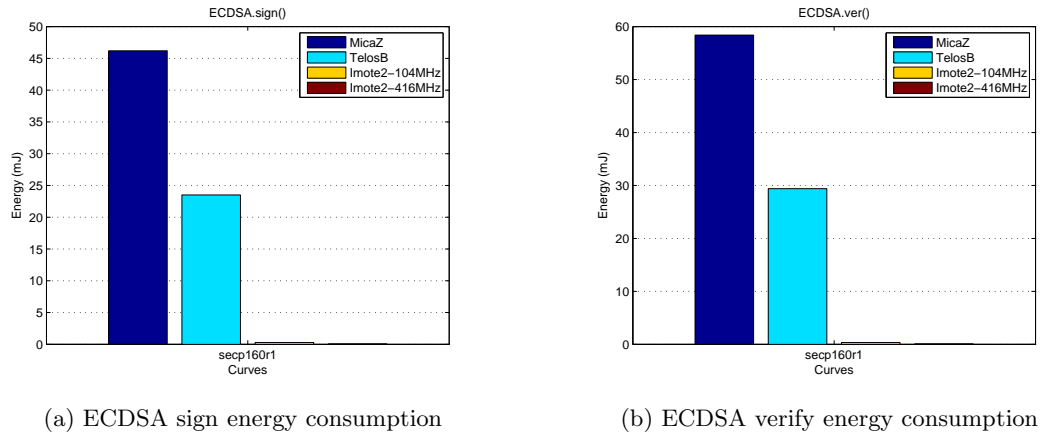 ECDSA.sign()
50
45
40
35
30
25
20
15
10
5
0
Energy (mJ)
MicaZ
TelosB
Imote2-104MHz
Imote2-416MHz
secp160r1
Curves
(a) ECDSA sign energy consumption
ECDSA.ver()
60
50
40
30
20
10
0
Energy (mJ)
MicaZ
TelosB
Imote2-104MHz
Imote2-416MHz
secp160r1
Curves
(b) ECDSA verify energy consumption